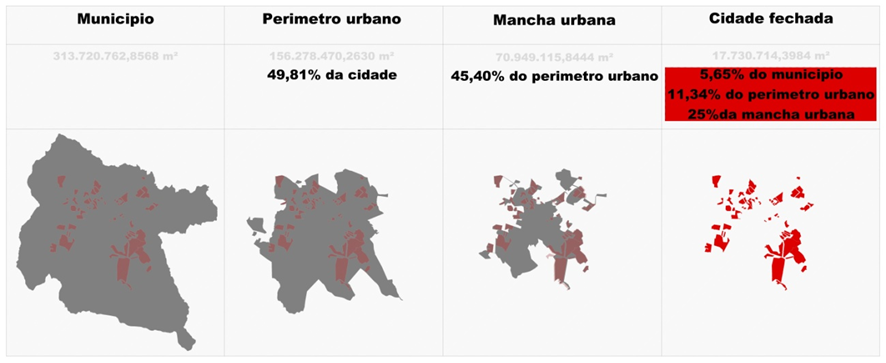 Municipio
Perimetro urbano
Mancha urbana
Cidade fechada
313.720.762,8568 m²
156.278.470,2630 m²
70.949.115,8444 m²
17.730.714,3984 m²
49,81% da cidade
45,40% do perimetro urbano
5,65% do municipio
11,34% do perimetro urbano
25%da mancha urbana